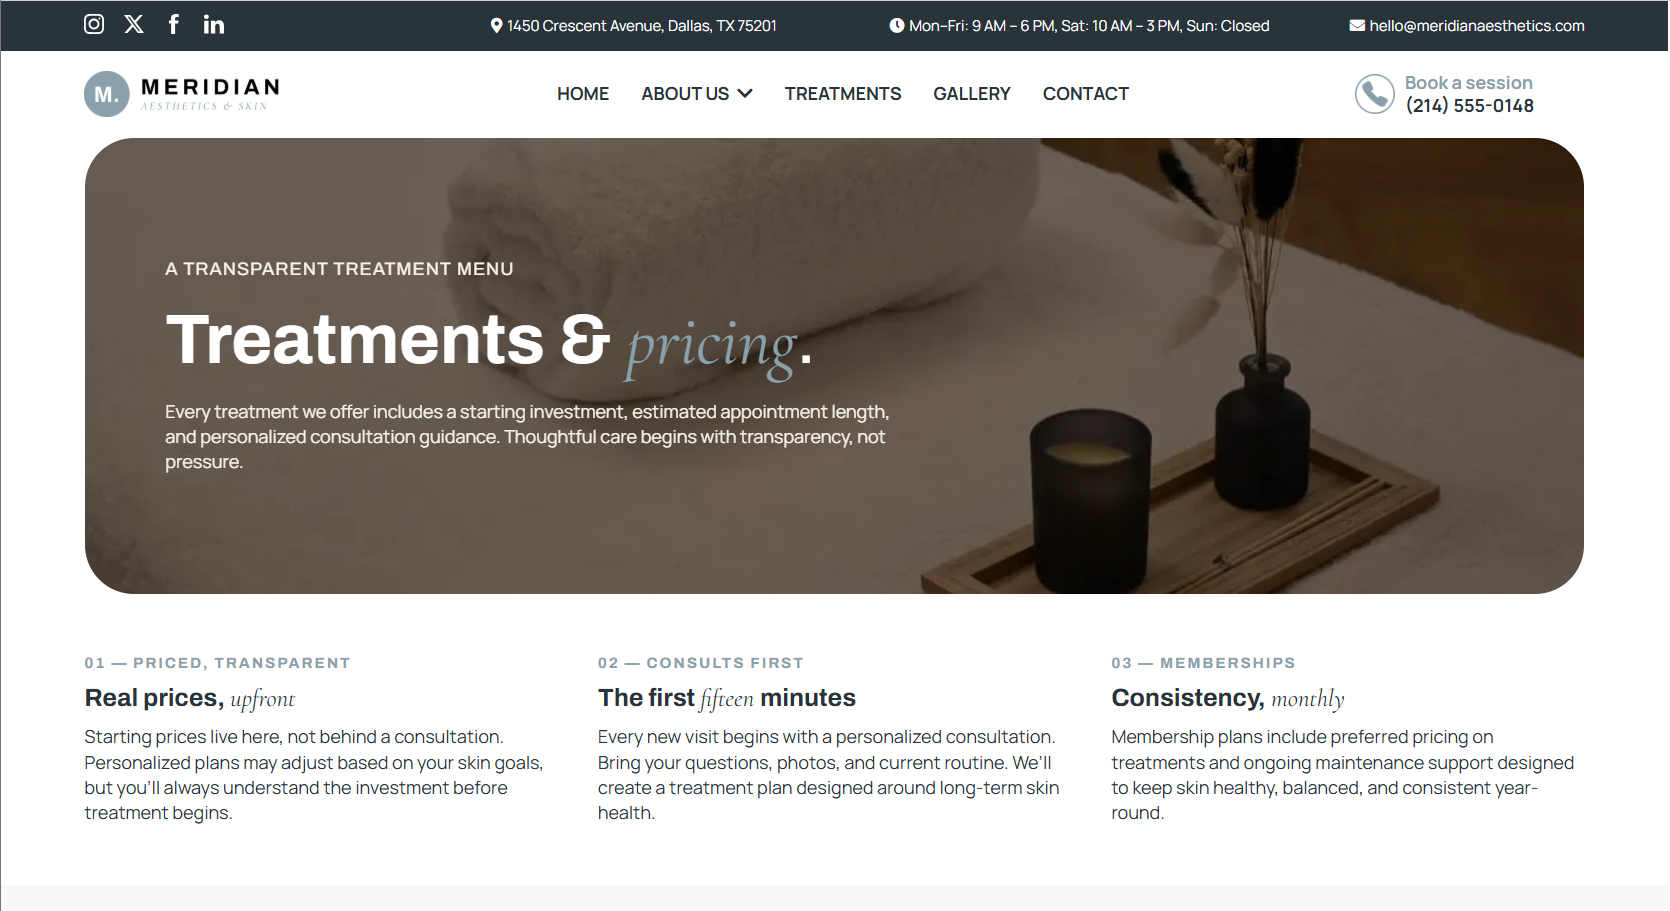 1450 Crescent Avenue, Dallas, TX 75201
Mon–Fri: 9 AM – 6 PM, Sat: 10 AM – 3 PM, Sun: Closed
hello@meridianaesthetics.com
M.
MERIDIAN
AESTHETICS & SKIN
HOME
ABOUT US
TREATMENTS
GALLERY
CONTACT
Book a session
(214) 555-0148
A TRANSPARENT TREATMENT MENU
Treatments & pricing.
Every treatment we offer includes a starting investment, estimated appointment length,
and personalized consultation guidance. Thoughtful care begins with transparency, not
pressure.
01 — PRICED, TRANSPARENT
Real prices, upfront
Starting prices live here, not behind a consultation.
Personalized plans may adjust based on your skin goals,
but you'll always understand the investment before
treatment begins.
02 — CONSULTS FIRST
The first fifteen minutes
Every new visit begins with a personalized consultation.
Bring your questions, photos, and current routine. We'll
create a treatment plan designed around long-term skin
health.
03 — MEMBERSHIPS
Consistency, monthly
Membership plans include preferred pricing on
treatments and ongoing maintenance support designed
to keep skin healthy, balanced, and consistent year-
round.